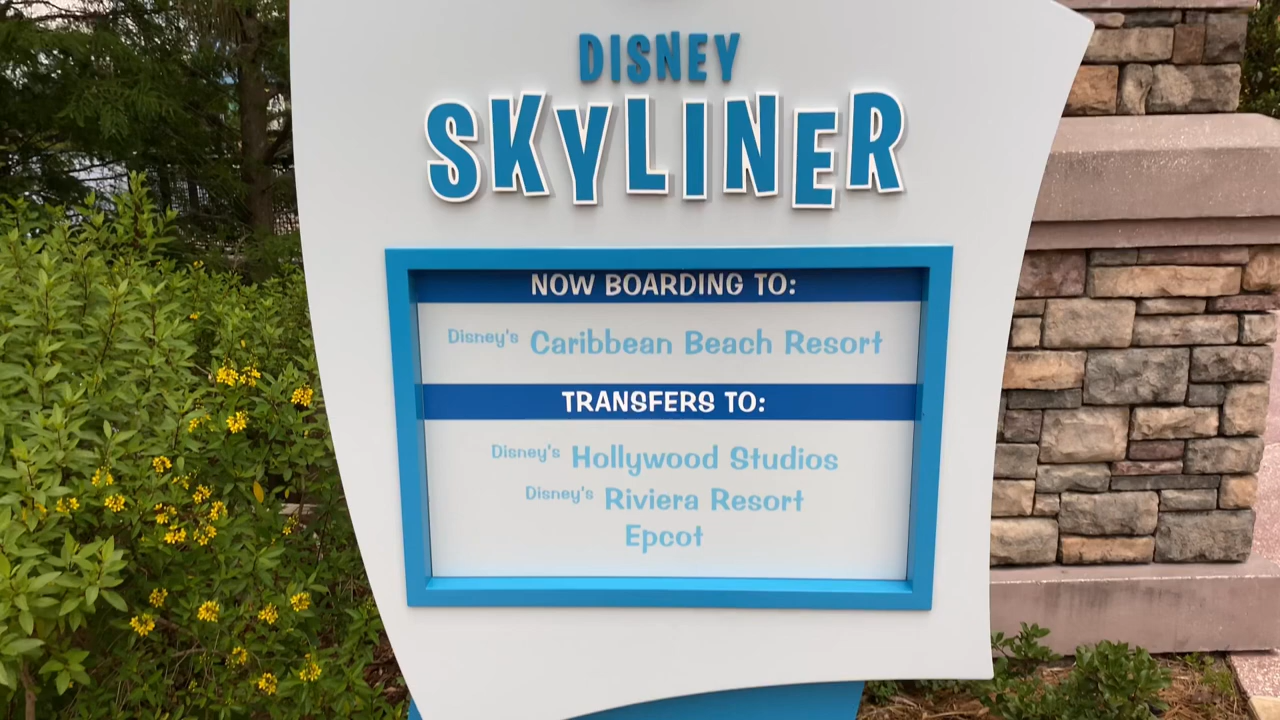 DISNEY
SKYLINER
NOW BOARDING TO:
Disney's Caribbean Beach Resort
TRANSFERS TO:
Disney's Hollywood Studios
Disney's Riviera Resort
Epcot